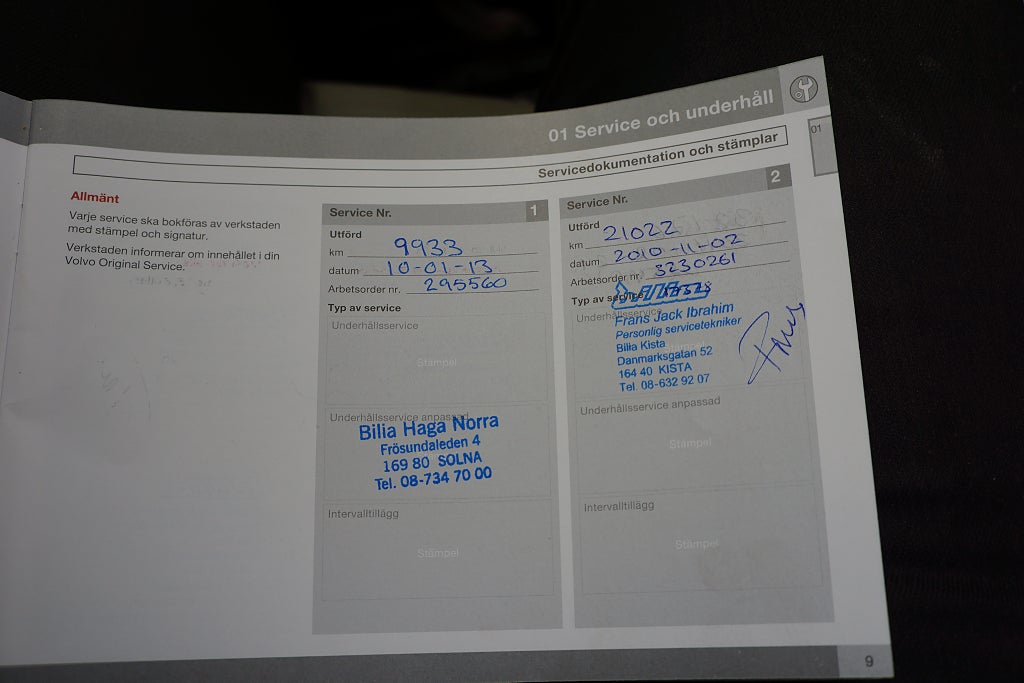 01 Service och underhåll
01
Servicedokumentation och stämplar
Allmänt
Varje service ska bokföras av verkstaden
med stämpel och signatur.
Verkstaden informerar om innehållet i din
Volvo Original Service.
Service Nr. 1
Utförd
km 9933
datum 10-01-13
Arbetsorder nr. 295560
Typ av service
Underhållsservice
Stämpel
Underhållsservice anpassad
Bilia Haga Norra
Frösundaleden 4
169 80 SOLNA
Tel. 08-734 70 00
Intervalltillägg
Stämpel
Service Nr. 2
Utförd
km 21022
datum 2010-11-02
Arbetsorder nr. 3230261
Typ av service
Underhållsservice
Frans Jack Ibrahim
Personlig servicetekniker
Bilia Kista
Danmarksgatan 52
164 40 KISTA
Tel. 08-632 92 07
Underhållsservice anpassad
Stämpel
Intervalltillägg
Stämpel
9